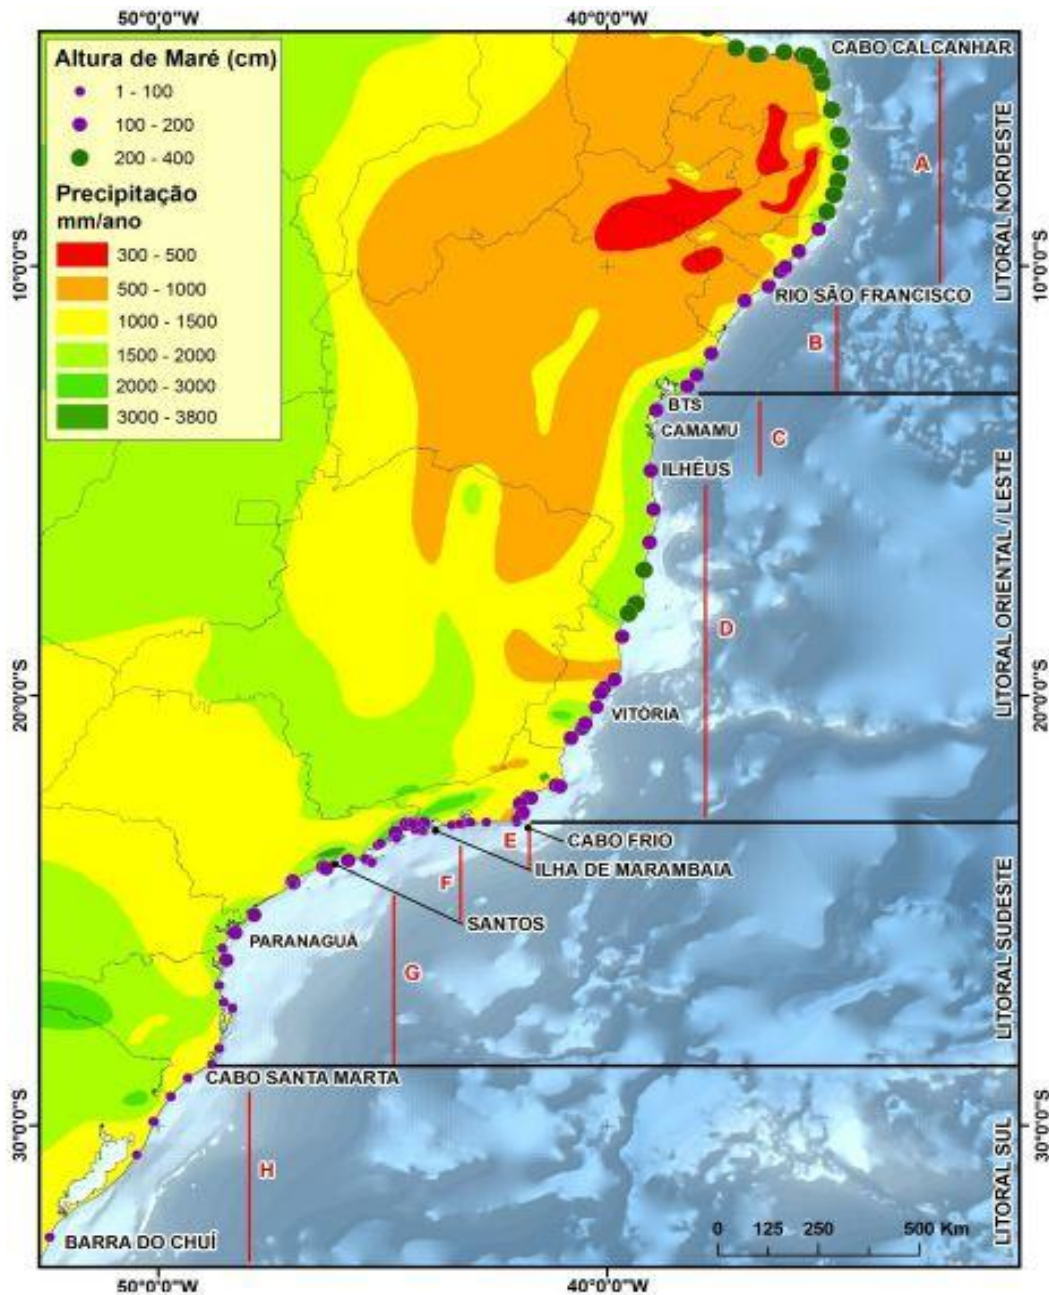 50°0'0"W
40°0'0"W
Altura de Maré (cm)
1 - 100
100 - 200
200 - 400
Precipitação
mm/ano
300 - 500
500 - 1000
1000 - 1500
1500 - 2000
2000 - 3000
3000 - 3800
CABO CALCANHAR
A
LITORAL NORDESTE
10°0'0"S
10°0'0"S
RIO SÃO FRANCISCO
B
BTS
CAMAMU
C
ILHÉUS
LITORAL ORIENTAL / LESTE
D
20°0'0"S
20°0'0"S
VITÓRIA
E
CABO FRIO
ILHA DE MARAMBAIA
F
SANTOS
PARANAGUÁ
LITORAL SUDESTE
G
CABO SANTA MARTA
30°0'0"S
30°0'0"S
LITORAL SUL
H
BARRA DO CHUÍ
0 125 250 500 Km
50°0'0"W
40°0'0"W